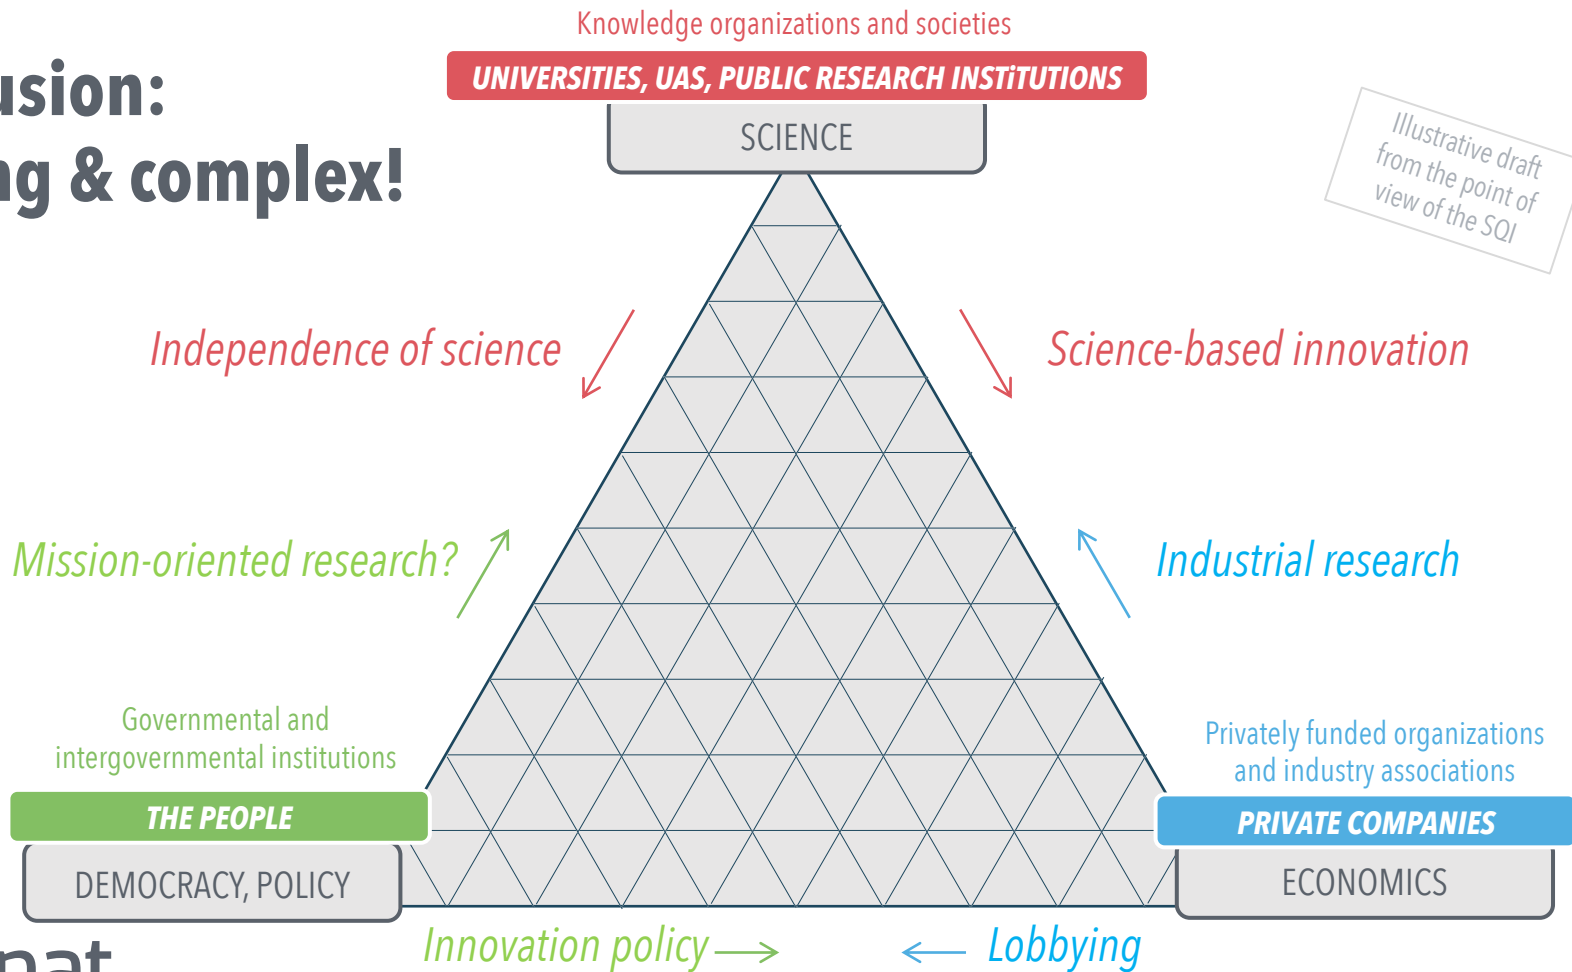 Knowledge organizations and societies
usion:
ng & complex!
UNIVERSITIES, UAS, PUBLIC RESEARCH INSTiTUTIONS
SCIENCE
Illustrative draft
from the point of
view of the SQI
Independence of science
Science-based innovation
Mission-oriented research?
Industrial research
Governmental and
intergovernmental institutions
THE PEOPLE
DEMOCRACY, POLICY
Privately funded organizations
and industry associations
PRIVATE COMPANIES
ECONOMICS
Innovation policy
Lobbying
nat